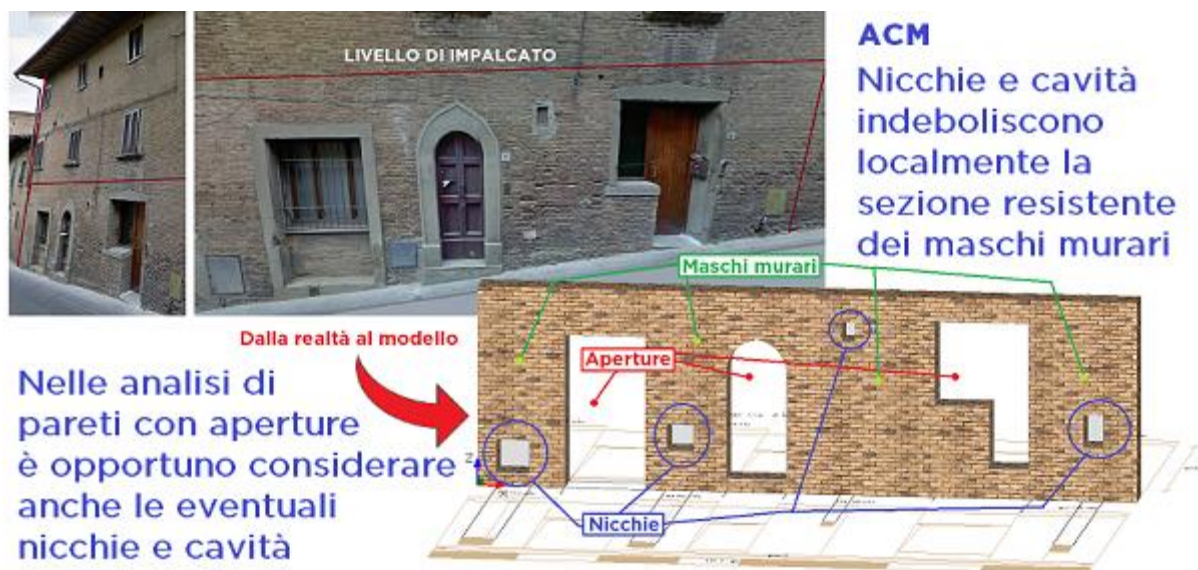 LIVELLO DI IMPALCATO
ACM
Nicchie e cavità
indeboliscono
localmente la
sezione resistente
dei maschi murari
Maschi murari
Dalla realtà al modello
Aperture
Nelle analisi di
pareti con aperture
è opportuno considerare
anche le eventuali
nicchie e cavità
Z
Nicchie